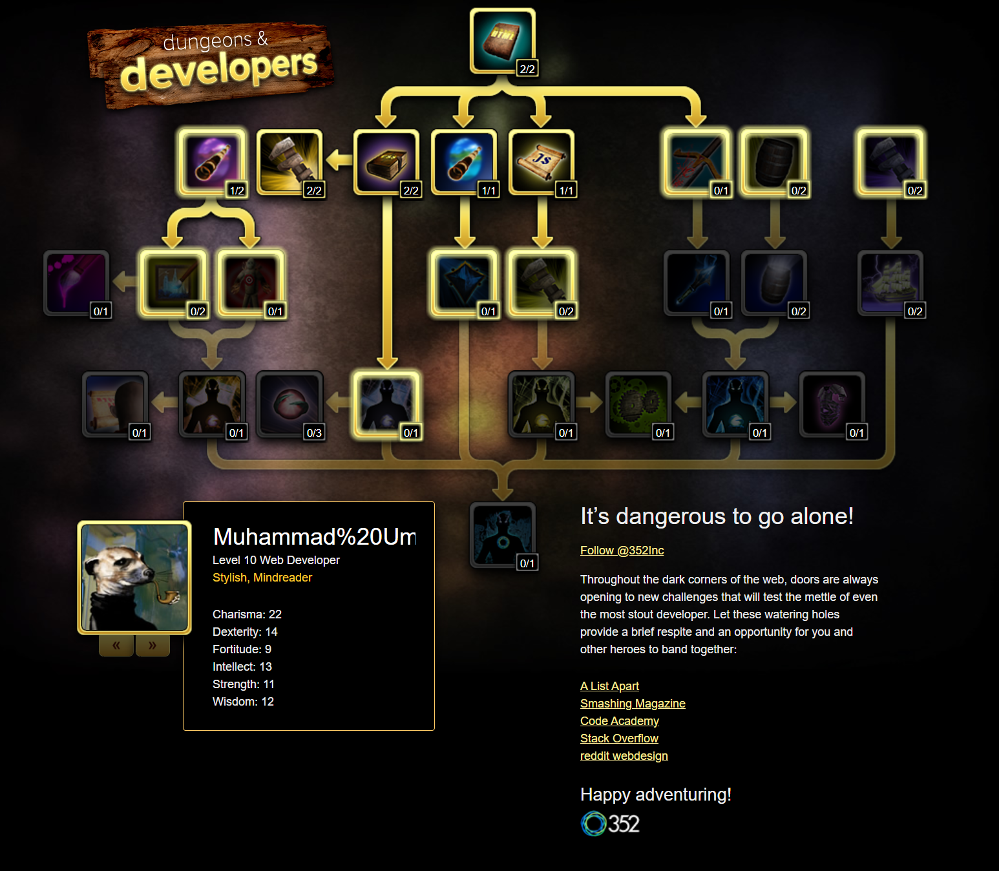 dungeons &
developers
HTML
2/2
1/2
2/2
CSS
2/2
1/1
JS
1/1
0/1
0/2
0/2
0/1
0/2
0/1
0/1
0/2
0/1
0/2
0/2
0/1
0/1
0/3
0/1
0/1
0/1
0/1
0/1
0/1
Muhammad%20Um
Level 10 Web Developer
Stylish, Mindreader
Charisma: 22
Dexterity: 14
Fortitude: 9
Intellect: 13
Strength: 11
Wisdom: 12
«
»
It’s dangerous to go alone!
Follow @352Inc
Throughout the dark corners of the web, doors are always
opening to new challenges that will test the mettle of even
the most stout developer. Let these watering holes
provide a brief respite and an opportunity for you and
other heroes to band together:
A List Apart
Smashing Magazine
Code Academy
Stack Overflow
reddit webdesign
Happy adventuring!
352